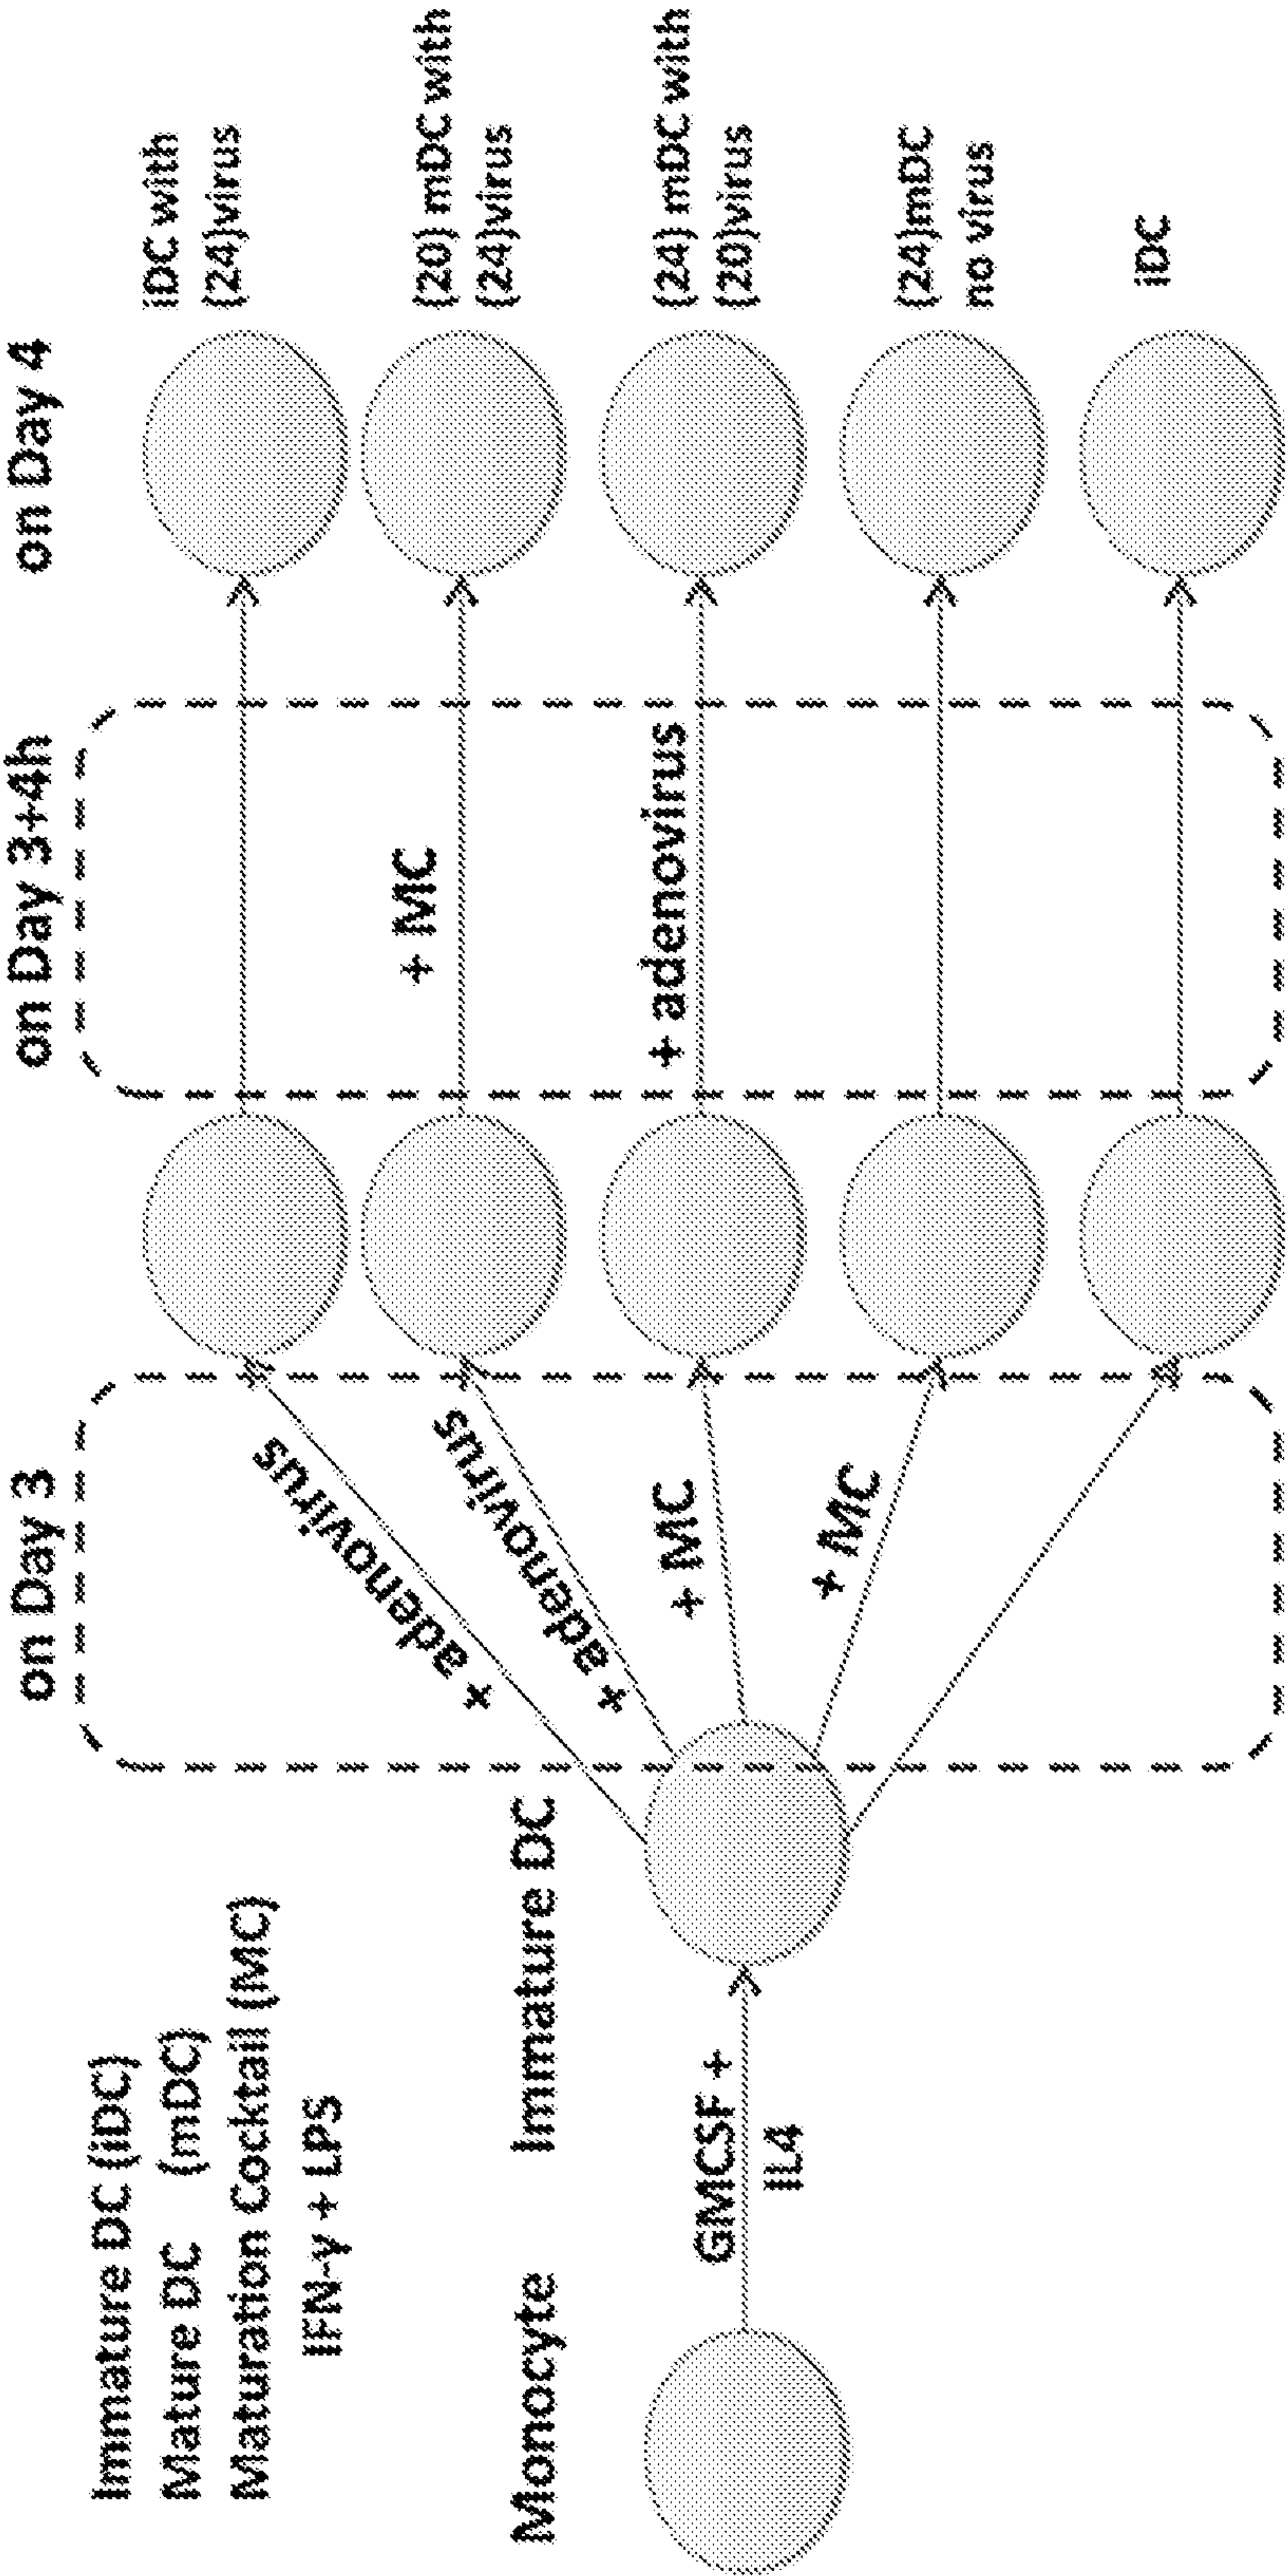 Immature DC (iDC)
Mature DC (mDC)
Maturation Cocktail (MC)
IFN-γ + LPS
Monocyte
GMCSF +
IL4
Immature DC
on Day 3
+ adenovirus
+ adenovirus
+ MC
+ MC
on Day 3+4h
+ MC
+ adenovirus
on Day 4
iDC with
(24)virus
(20) mDC with
(24)virus
(24) mDC with
(20)virus
(24)mDC
no virus
iDC